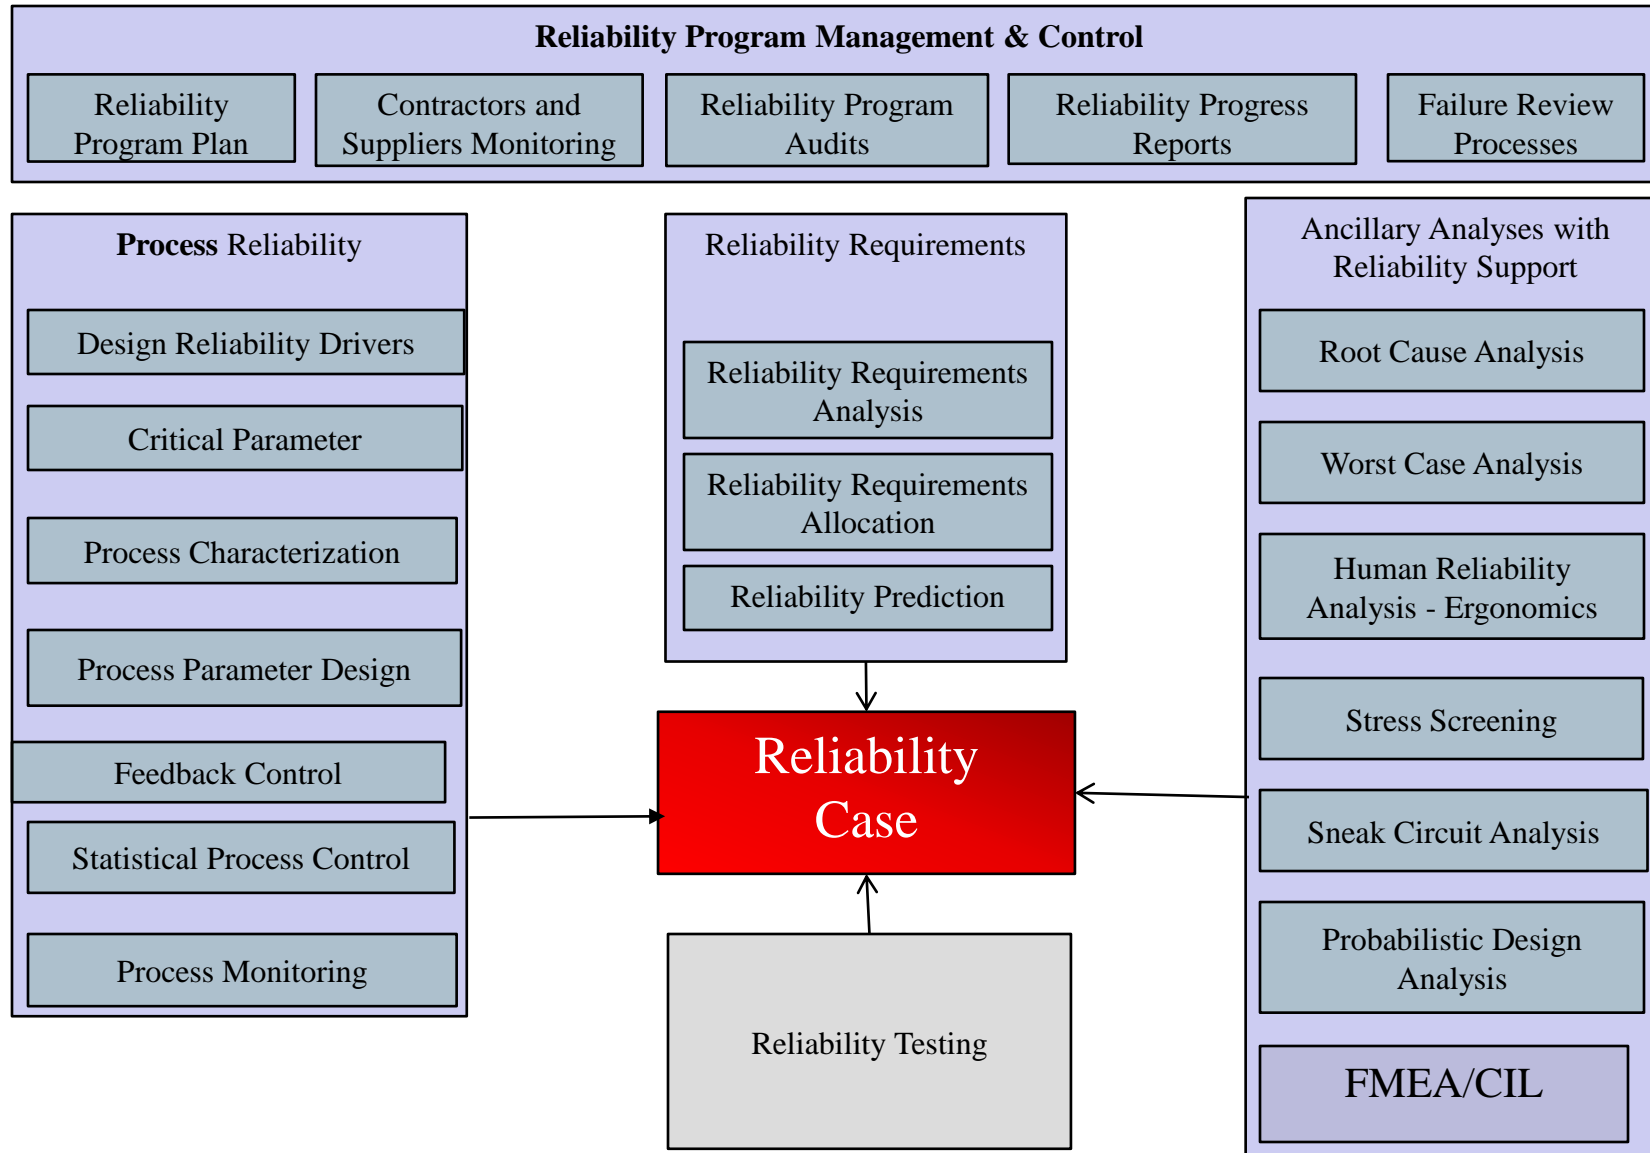 Reliability Program Management & Control
Reliability
Program Plan
Contractors and
Suppliers Monitoring
Reliability Program
Audits
Reliability Progress
Reports
Failure Review
Processes
Process Reliability
Design Reliability Drivers
Critical Parameter
Process Characterization
Process Parameter Design
Feedback Control
Statistical Process Control
Process Monitoring
Reliability Requirements
Reliability Requirements
Analysis
Reliability Requirements
Allocation
Reliability Prediction
Reliability
Case
Reliability Testing
Ancillary Analyses with
Reliability Support
Root Cause Analysis
Worst Case Analysis
Human Reliability
Analysis - Ergonomics
Stress Screening
Sneak Circuit Analysis
Probabilistic Design
Analysis
FMEA/CIL